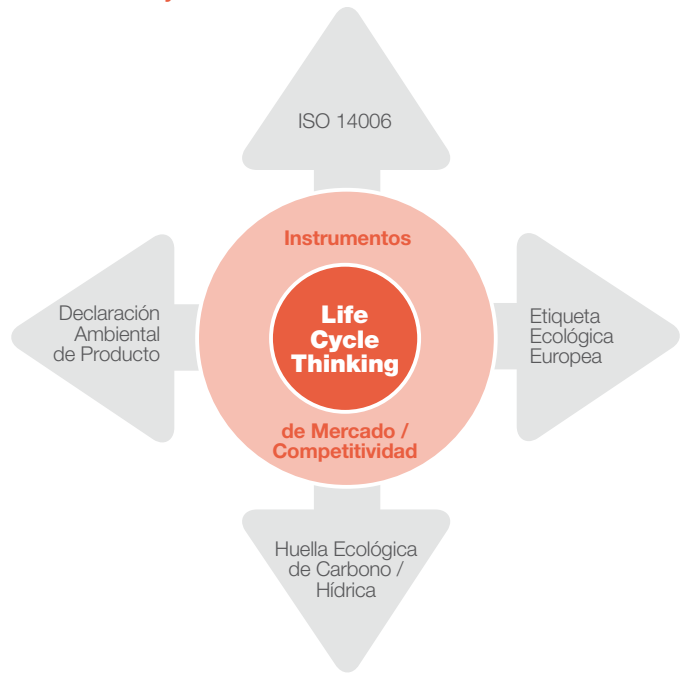 ISO 14006
Instrumentos
Life
Cycle
Thinking
de Mercado /
Competitividad
Declaración
Ambiental
de Producto
Etiqueta
Ecológica
Europea
Huella Ecológica
de Carbono /
Hídrica